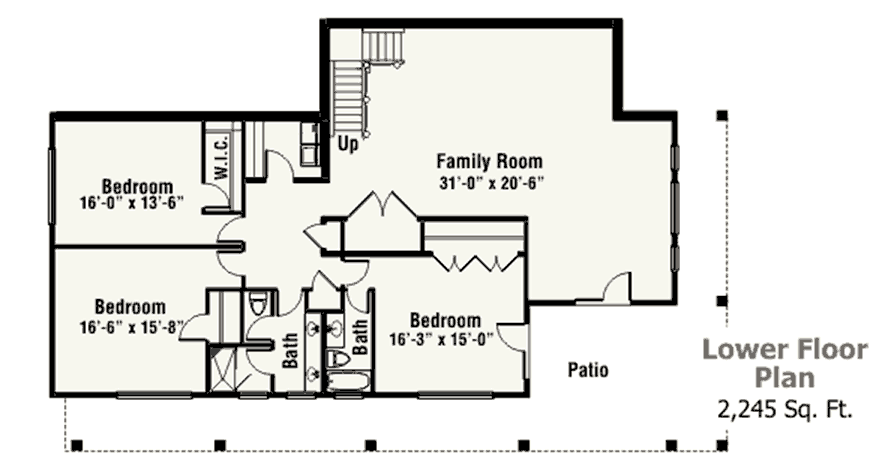 Up
W.I.C.
Family Room
31'-0" x 20'-6"
Bedroom
16'-0" x 13'-6"
Bedroom
16'-6" x 15'-8"
Bath
Bath
Bedroom
16'-3" x 15'-0"
Patio
Lower Floor
Plan
2,245 Sq. Ft.